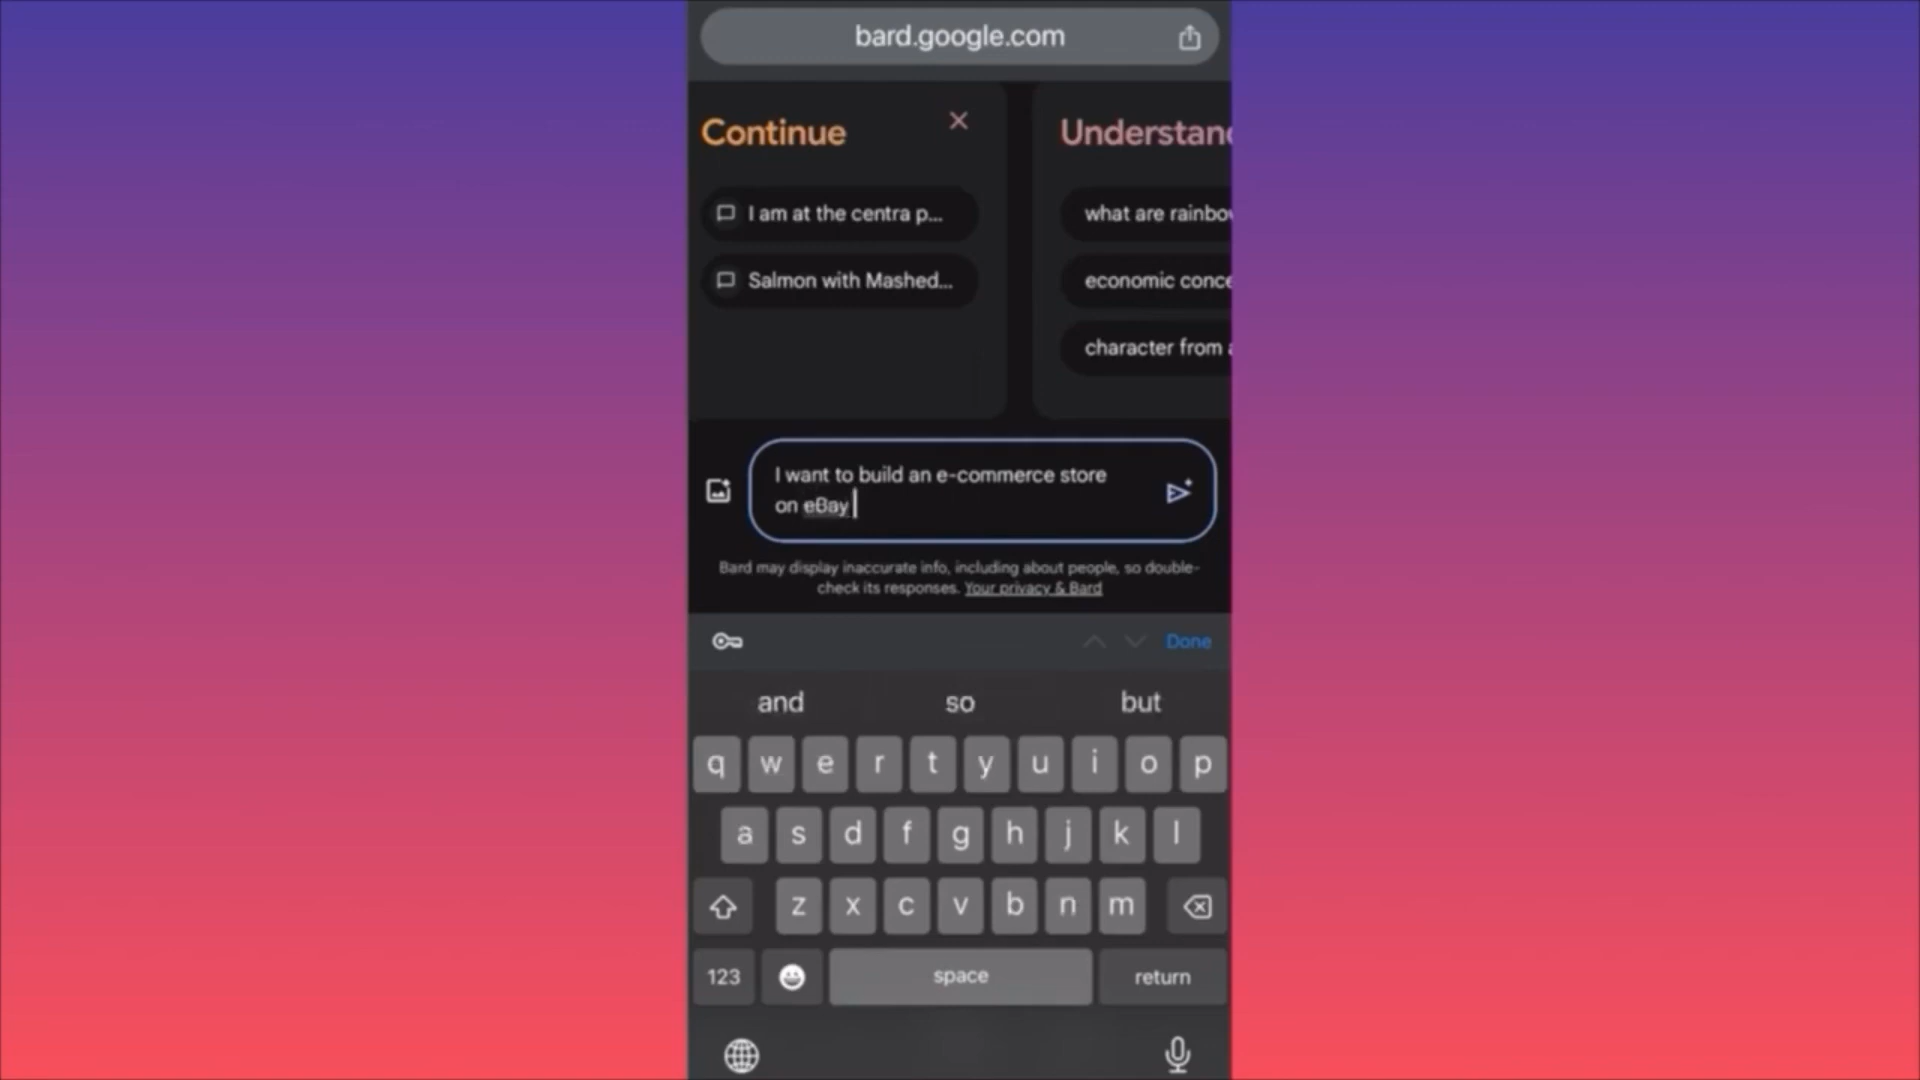 bard.google.com
Continue
Understand
I am at the centra p...
what are rainbow
Salmon with Mashed...
economic conce
character from a
I want to build an e-commerce store
on eBay
Bard may display inaccurate info, including about people, so double-
check its responses. Your privacy & Bard
Done
and so but
q w e r t y u i o p
a s d f g h j k l
z x c v b n m
123 space return